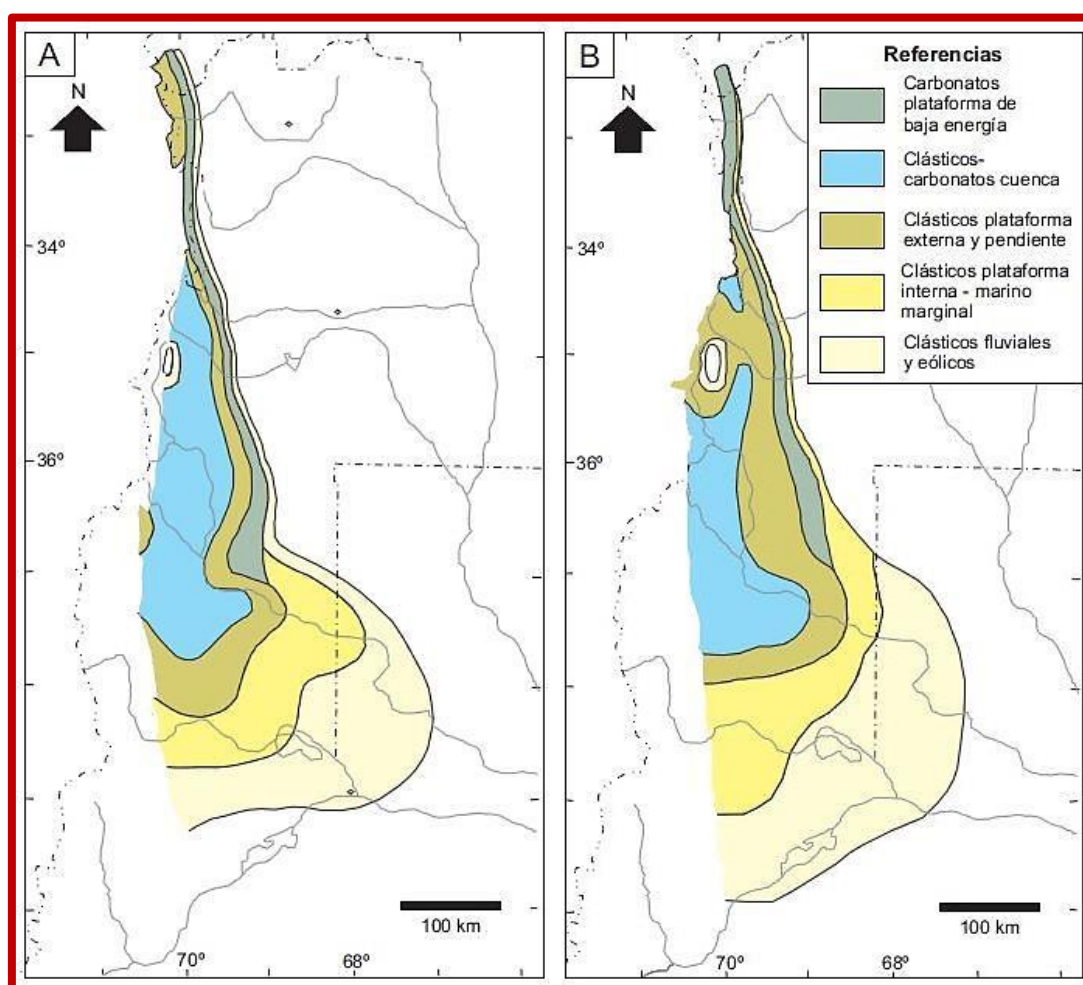 A
N
34º
36º
100 km
70º
68º
B
N
Referencias
Carbonatos
plataforma de
baja energía
Clásticos-
carbonatos cuenca
Clásticos plataforma
externa y pendiente
Clásticos plataforma
interna - marino
marginal
Clásticos fluviales
y eólicos
34º
36º
100 km
70º
68º